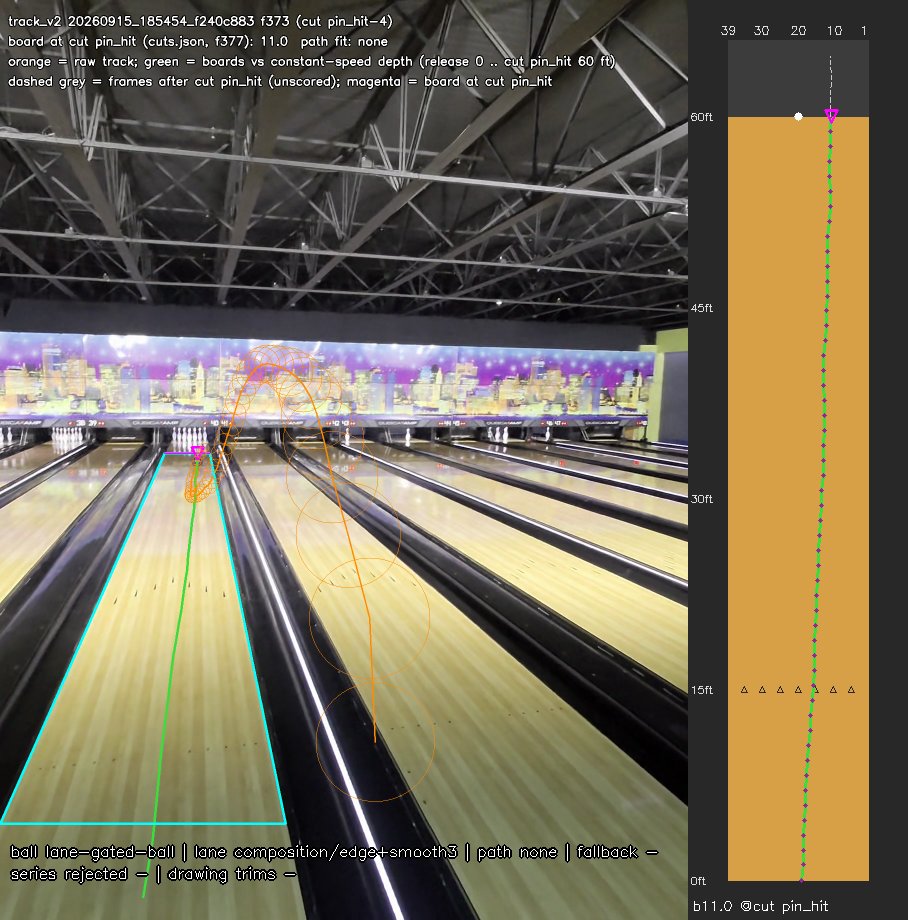 track_v2 20260915_185454_f240c883 f373 (cut pin_hit-4)
board at cut pin_hit (cuts.json, f377): 11.0 path fit: none
orange = raw track; green = boards vs constant-speed depth (release 0 .. cut pin_hit 60 ft)
dashed grey = frames after cut pin_hit (unscored); magenta = board at cut pin_hit
39 30 20 10 1
60ft
45ft
30ft
15ft
0ft
ball lane-gated-ball | lane composition/edge+smooth3 | path none | fallback -
series rejected - | drawing trims -
b11.0 @cut pin_hit